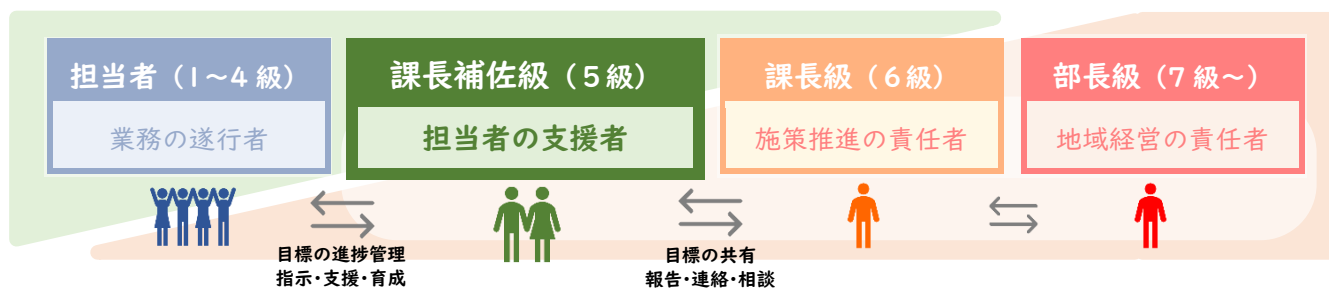 担当者（1～4級）
業務の遂行者
課長補佐級（5級）
担当者の支援者
課長級（6級）
施策推進の責任者
部長級（7級～）
地域経営の責任者
目標の進捗管理
指示・支援・育成
目標の共有
報告・連絡・相談